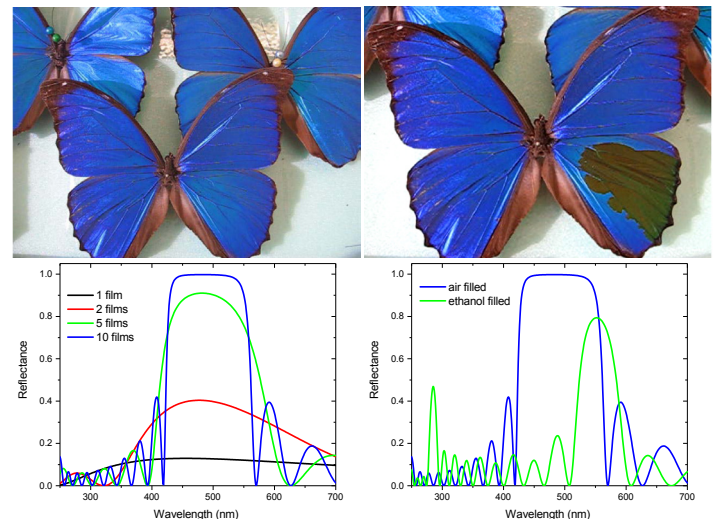 1.0
0.8
0.6
0.4
0.2
0.0
Reflectance
1 film
2 films
5 films
10 films
300 400 500 600 700
Wavelength (nm)
1.0
0.8
0.6
0.4
0.2
0.0
Reflectance
air filled
ethanol filled
300 400 500 600 700
Wavelength (nm)